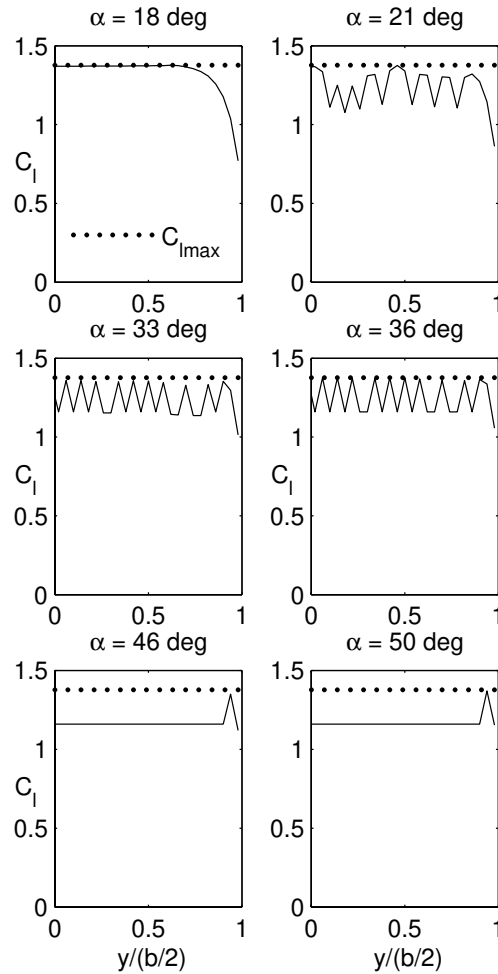 α = 18 deg
α = 21 deg
1.5
1
0.5
0
C_l
C_lmax
0 0.5 1
1.5
1
0.5
0
0 0.5 1
α = 33 deg
α = 36 deg
1.5
1
0.5
0
C_l
0 0.5 1
1.5
1
0.5
0
0 0.5 1
α = 46 deg
α = 50 deg
1.5
1
0.5
0
C_l
0 0.5 1
y/(b/2)
1.5
1
0.5
0
0 0.5 1
y/(b/2)